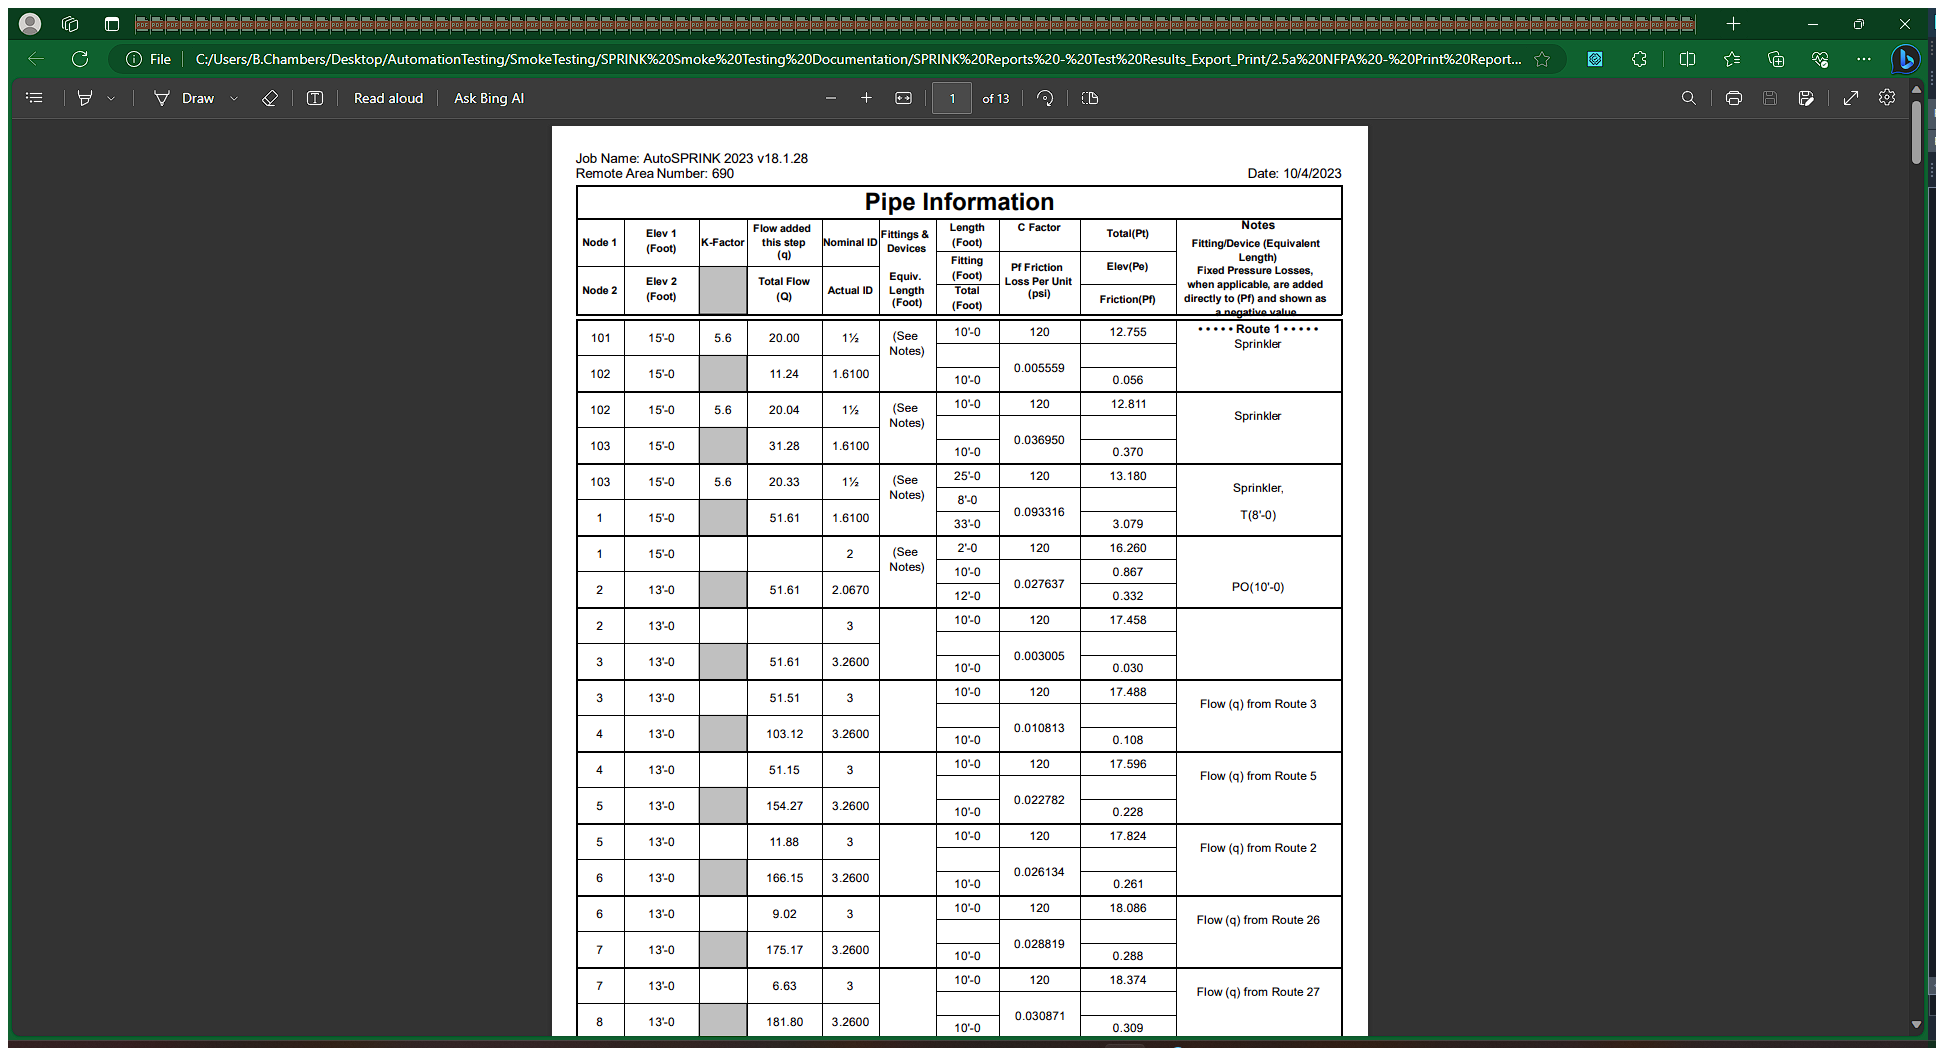 File
C:/Users/B.Chambers/Desktop/AutomationTesting/SmokeTesting/SPRINK%20Smoke%20Testing%20Documentation/SPRINK%20Reports%20-%20Test%20Results_Export_Print/2.5a%20NFPA%20-%20Print%20Report...
Draw
Read aloud
Ask Bing AI
1
of 13
Job Name: AutoSPRINK 2023 v18.1.28
Remote Area Number: 690
Date: 10/4/2023
Pipe Information
Node 1
Elev 1
(Foot)
K-Factor
Flow added
this step
(q)
Nominal ID
Fittings &
Devices
Length
(Foot)
C Factor
Total(Pt)
Notes
Fitting/Device (Equivalent
Length)
Fixed Pressure Losses,
when applicable, are added
directly to (Pf) and shown as
a negative value
Node 2
Elev 2
(Foot)
Total Flow
(Q)
Actual ID
Equiv.
Length
(Foot)
Fitting
(Foot)
Total
(Foot)
Pf Friction
Loss Per Unit
(psi)
Elev(Pe)
Friction(Pf)
101 15'-0 5.6 20.00 1½ (See Notes) 10'-0 120 12.755 • • • • • Route 1 • • • • •
Sprinkler
0.005559
102 15'-0 11.24 1.6100 10'-0 0.056
102 15'-0 5.6 20.04 1½ (See Notes) 10'-0 120 12.811 Sprinkler
0.036950
103 15'-0 31.28 1.6100 10'-0 0.370
103 15'-0 5.6 20.33 1½ (See Notes) 25'-0 120 13.180 Sprinkler,
8'-0 0.093316 T(8'-0)
1 15'-0 51.61 1.6100 33'-0 3.079
1 15'-0 2 (See Notes) 2'-0 120 16.260
10'-0 0.027637 0.867 PO(10'-0)
2 13'-0 51.61 2.0670 12'-0 0.332
2 13'-0 3 10'-0 120 17.458
0.003005
3 13'-0 51.61 3.2600 10'-0 0.030
3 13'-0 51.51 3 10'-0 120 17.488 Flow (q) from Route 3
0.010813
4 13'-0 103.12 3.2600 10'-0 0.108
4 13'-0 51.15 3 10'-0 120 17.596 Flow (q) from Route 5
0.022782
5 13'-0 154.27 3.2600 10'-0 0.228
5 13'-0 11.88 3 10'-0 120 17.824 Flow (q) from Route 2
0.026134
6 13'-0 166.15 3.2600 10'-0 0.261
6 13'-0 9.02 3 10'-0 120 18.086 Flow (q) from Route 26
0.028819
7 13'-0 175.17 3.2600 10'-0 0.288
7 13'-0 6.63 3 10'-0 120 18.374 Flow (q) from Route 27
0.030871
8 13'-0 181.80 3.2600 10'-0 0.309